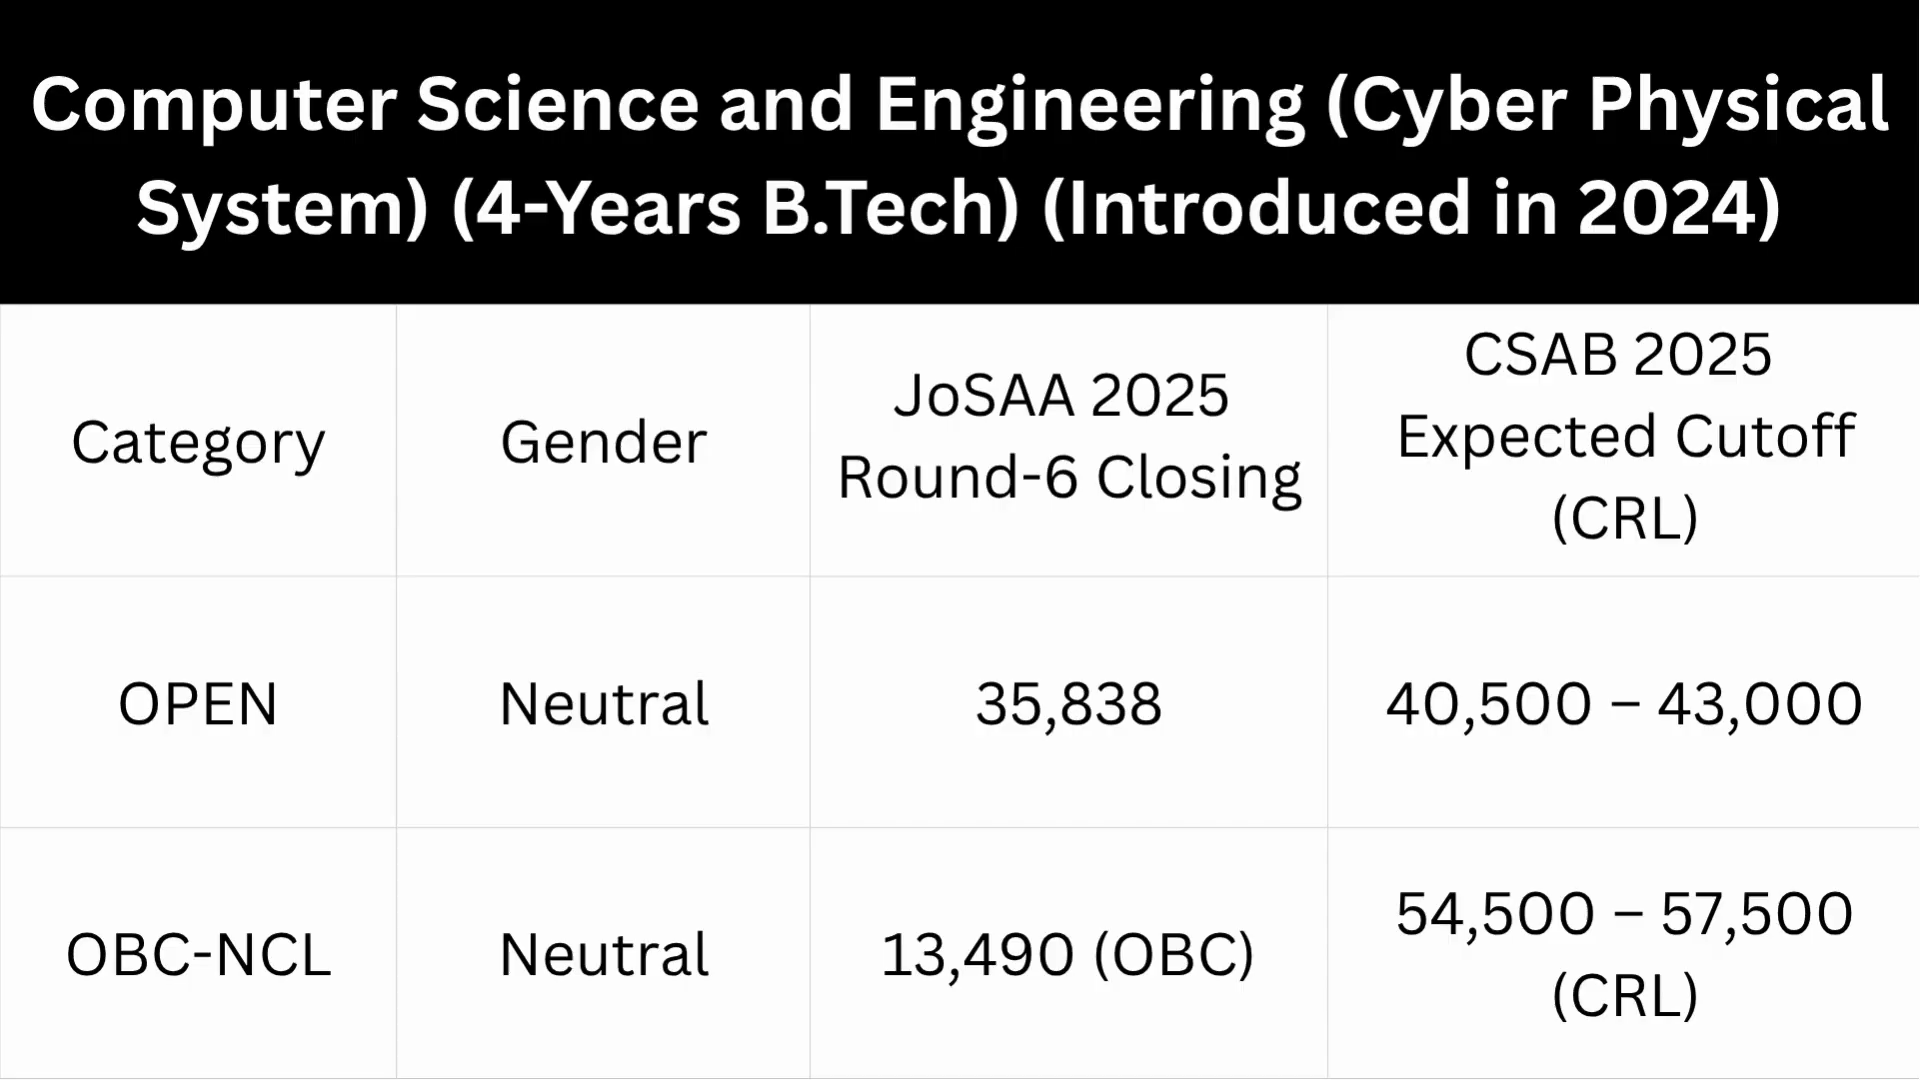 Computer Science and Engineering (Cyber Physical
System) (4-Years B.Tech) (Introduced in 2024)
Category
Gender
JoSAA 2025
Round-6 Closing
CSAB 2025
Expected Cutoff
(CRL)
OPEN
Neutral
35,838
40,500 – 43,000
OBC-NCL
Neutral
13,490 (OBC)
54,500 – 57,500
(CRL)